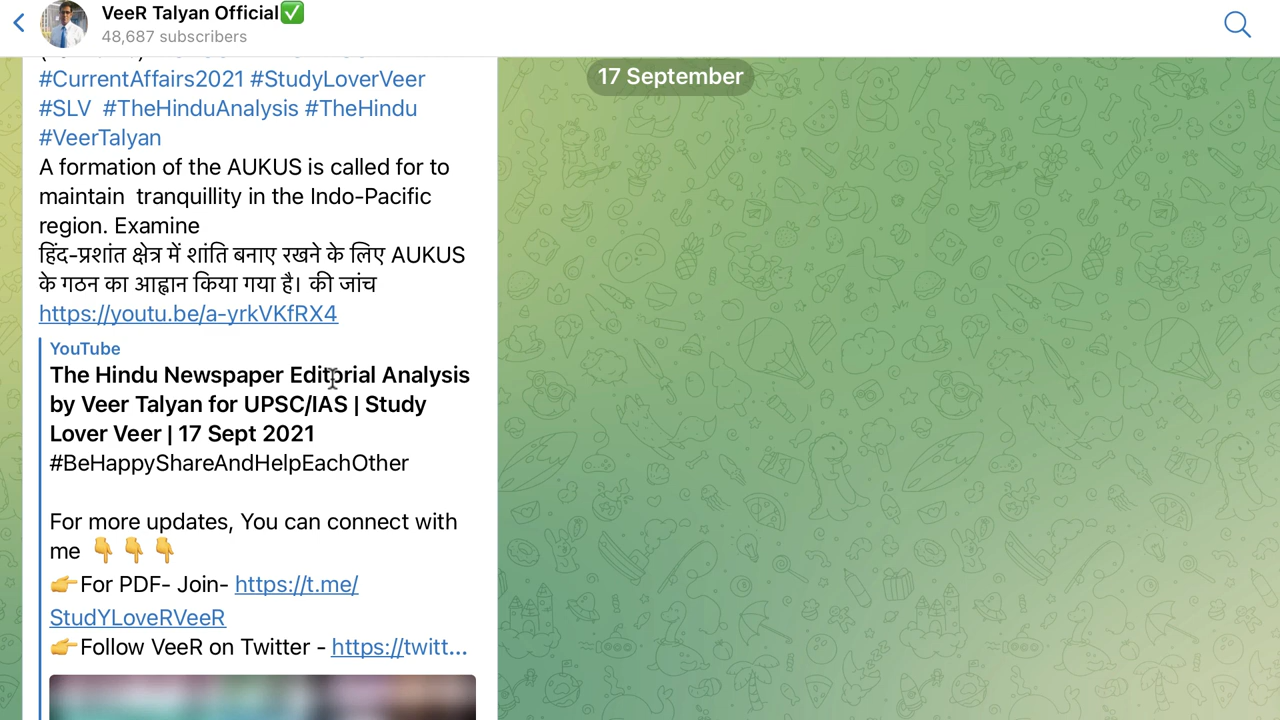 VeeR Talyan Official✅
48,687 subscribers
17 September
#CurrentAffairs2021 #StudyLoverVeer
#SLV #TheHinduAnalysis #TheHindu
#VeerTalyan
A formation of the AUKUS is called for to
maintain tranquillity in the Indo-Pacific
region. Examine
हिंद-प्रशांत क्षेत्र में शांति बनाए रखने के लिए AUKUS
के गठन का आह्वान किया गया है। की जांच
https://youtu.be/a-yrkVKfRX4
YouTube
The Hindu Newspaper Editorial Analysis
by Veer Talyan for UPSC/IAS | Study
Lover Veer | 17 Sept 2021
#BeHappyShareAndHelpEachOther
For more updates, You can connect with
me 👇👇👇
👉For PDF- Join- https://t.me/
StudYLoveRVeeR
👉Follow VeeR on Twitter - https://twitt...